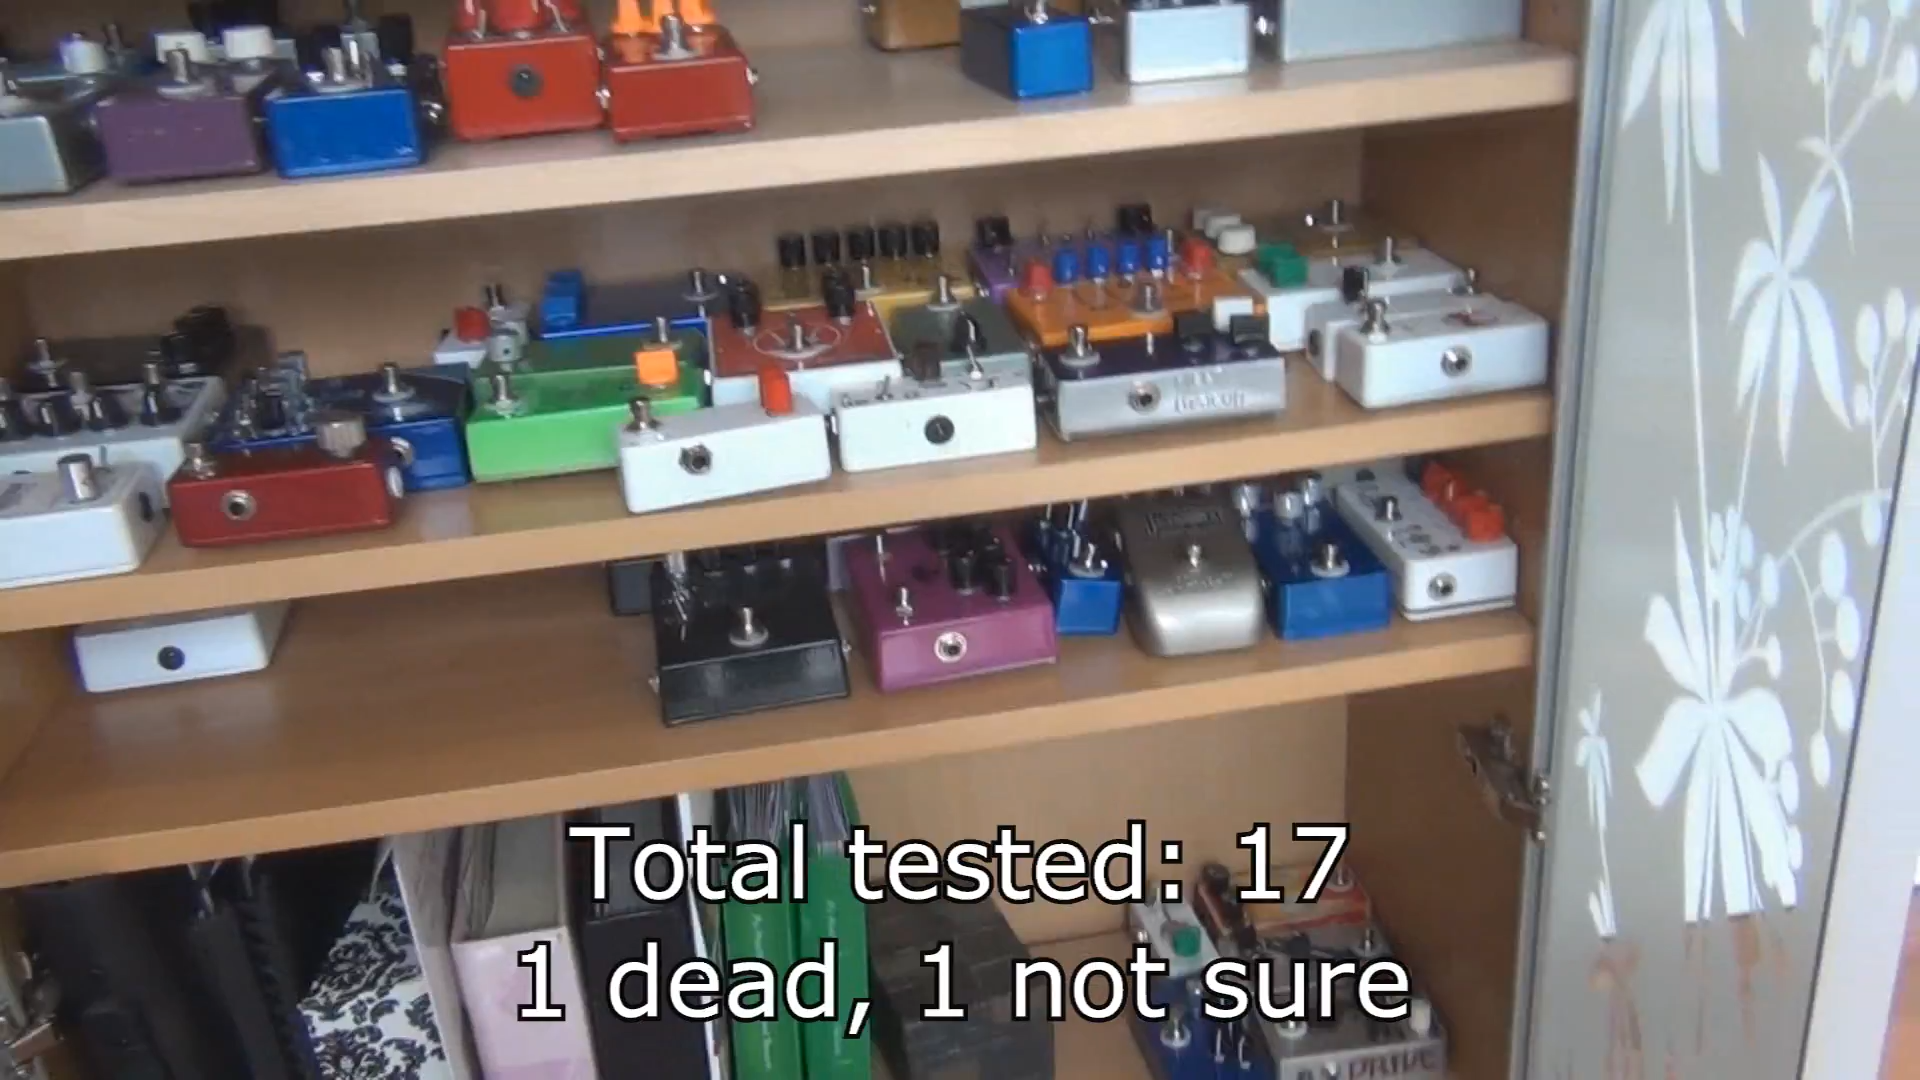 Total tested: 17
1 dead, 1 not sure